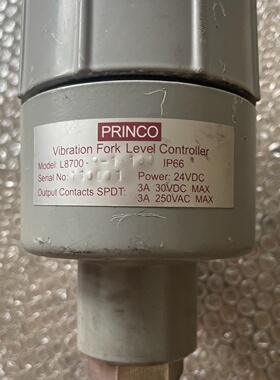 PRINCO
Vibration Fork Level Controller
Model: L8700- IP66
Serial No: Power: 24VDC
Output Contacts SPDT: 3A 30VDC MAX
3A 250VAC MAX